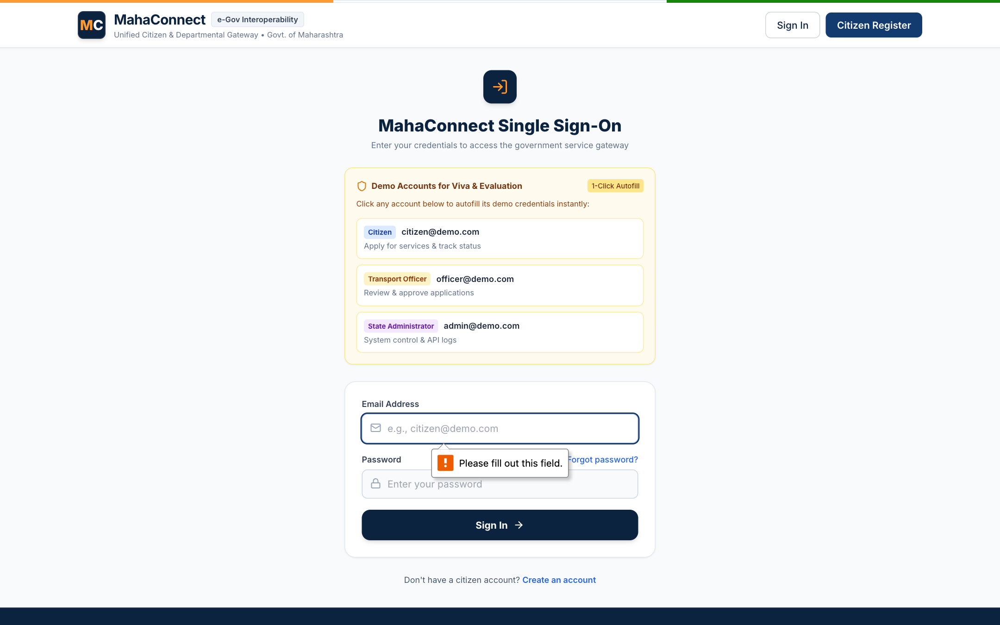 MC
MahaConnect
e-Gov Interoperability
Unified Citizen & Departmental Gateway • Govt. of Maharashtra
Sign In
Citizen Register
MahaConnect Single Sign-On
Enter your credentials to access the government service gateway
Demo Accounts for Viva & Evaluation
1-Click Autofill
Click any account below to autofill its demo credentials instantly:
Citizen citizen@demo.com
Apply for services & track status
Transport Officer officer@demo.com
Review & approve applications
State Administrator admin@demo.com
System control & API logs
Email Address
e.g., citizen@demo.com
Password
Forgot password?
Please fill out this field.
Enter your password
Sign In
Don't have a citizen account? Create an account